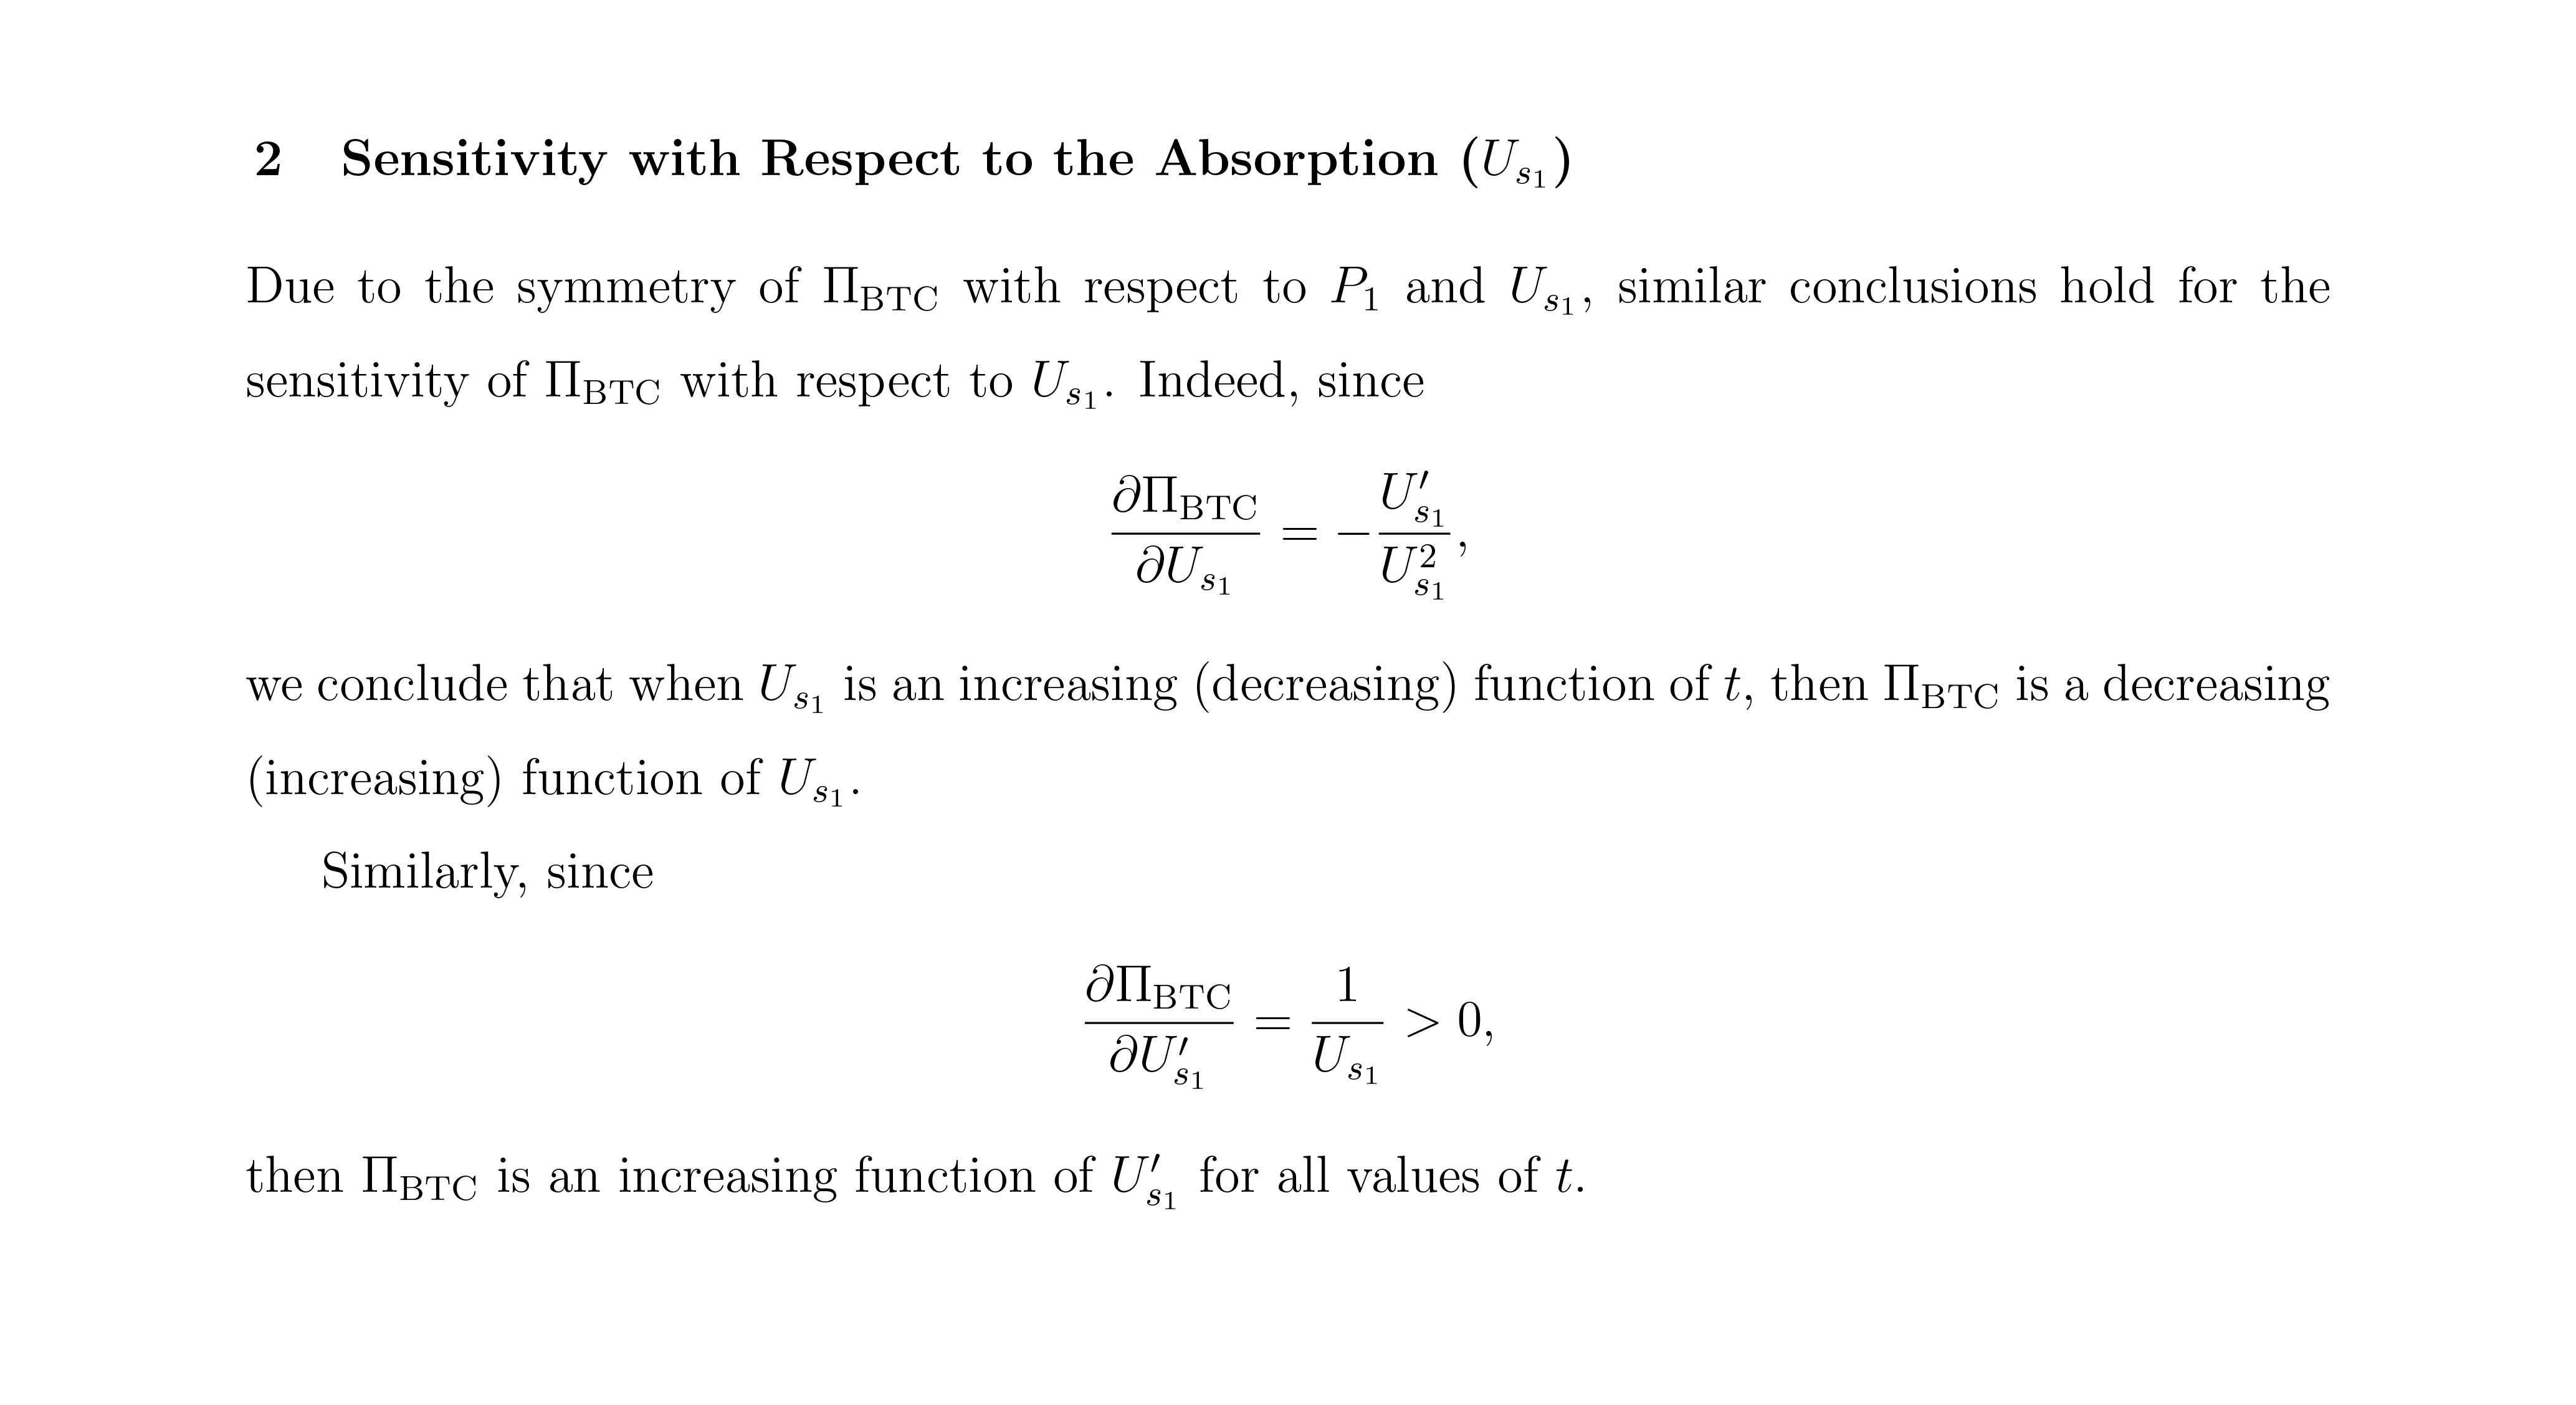 2 Sensitivity with Respect to the Absorption ($U_{s_1}$)
Due to the symmetry of $\Pi_{\mathrm{BTC}}$ with respect to $P_1$ and $U_{s_1}$, similar conclusions hold for the
sensitivity of $\Pi_{\mathrm{BTC}}$ with respect to $U_{s_1}$. Indeed, since
$$\frac{\partial \Pi_{\mathrm{BTC}}}{\partial U_{s_1}} = -\frac{U'_{s_1}}{U^2_{s_1}},$$
we conclude that when $U_{s_1}$ is an increasing (decreasing) function of $t$, then $\Pi_{\mathrm{BTC}}$ is a decreasing
(increasing) function of $U_{s_1}$.
Similarly, since
$$\frac{\partial \Pi_{\mathrm{BTC}}}{\partial U'_{s_1}} = \frac{1}{U_{s_1}} > 0,$$
then $\Pi_{\mathrm{BTC}}$ is an increasing function of $U'_{s_1}$ for all values of $t$.